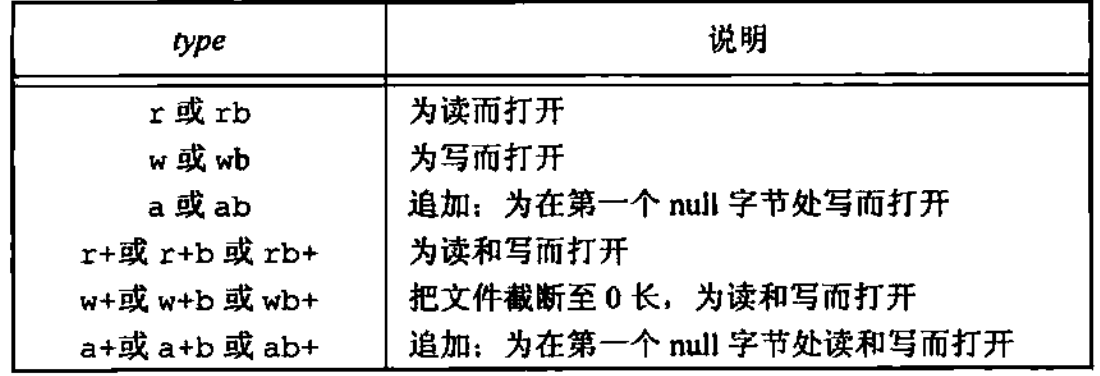 type 说明
r 或 rb 为读而打开
w 或 wb 为写而打开
a 或 ab 追加：为在第一个 null 字节处写而打开
r+或 r+b 或 rb+ 为读和写而打开
w+或 w+b 或 wb+ 把文件截断至 0 长，为读和写而打开
a+或 a+b 或 ab+ 追加：为在第一个 null 字节处读和写而打开